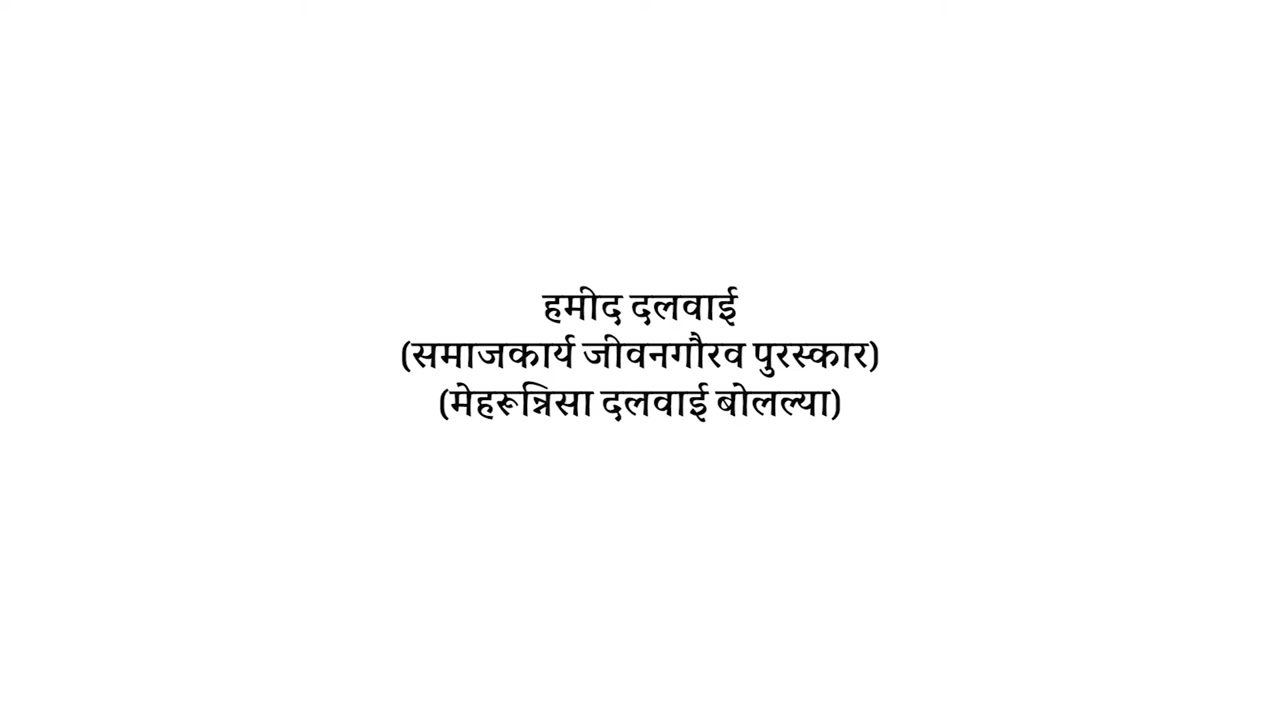 हमीद दलवाई
(समाजकार्य जीवनगौरव पुरस्कार)
(मेहरून्निसा दलवाई बोलल्या)